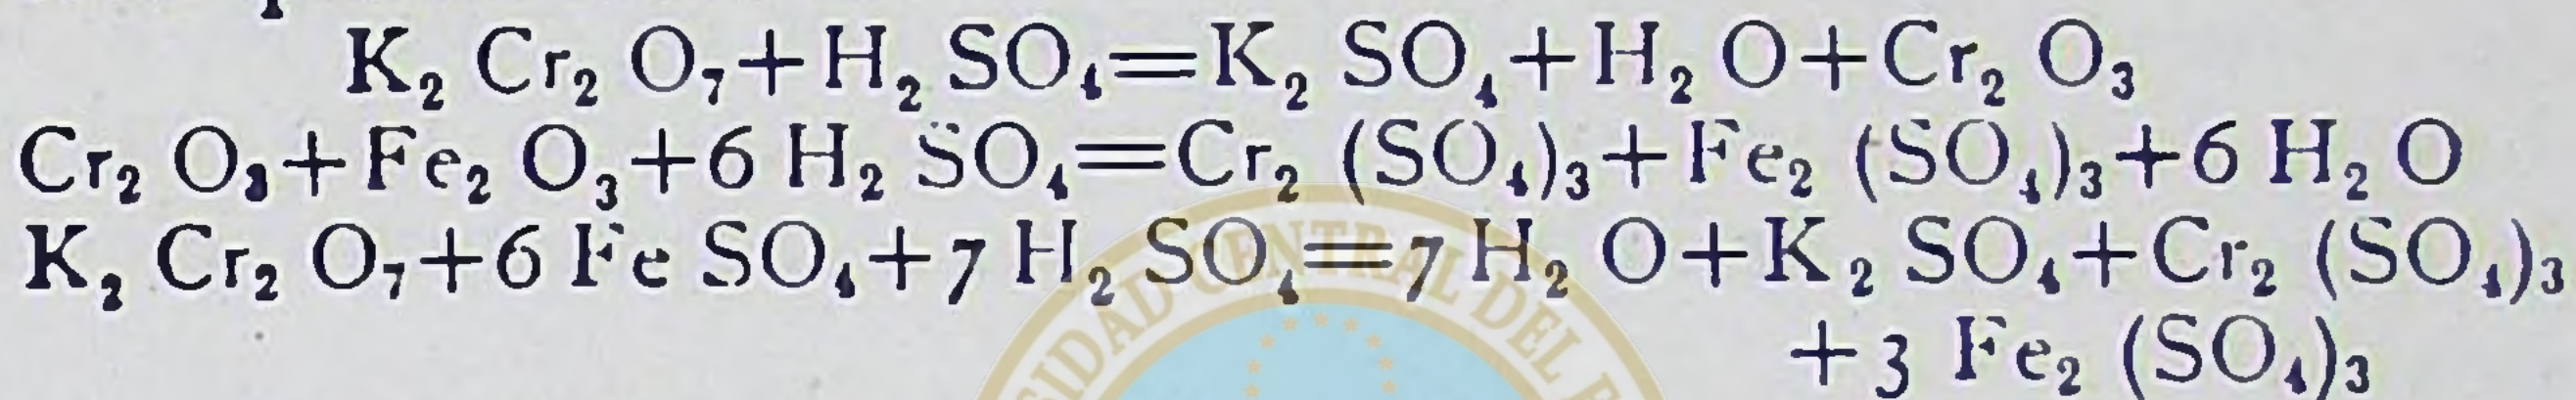 K₂ Cr₂ O₇+H₂ SO₄=K₂ SO₄+H₂ O+Cr₂ O₃
Cr₂ O₃+Fe₂ O₃+6 H₂ SO₄=Cr₂ (SO₄)₃+Fe₂ (SO₄)₃+6 H₂ O
K₂ Cr₂ O₇+6 Fe SO₄+7 H₂ SO₄=7 H₂ O+K₂ SO₄+Cr₂ (SO₄)₃
+3 Fe₂ (SO₄)₃
CENTRAL DEL